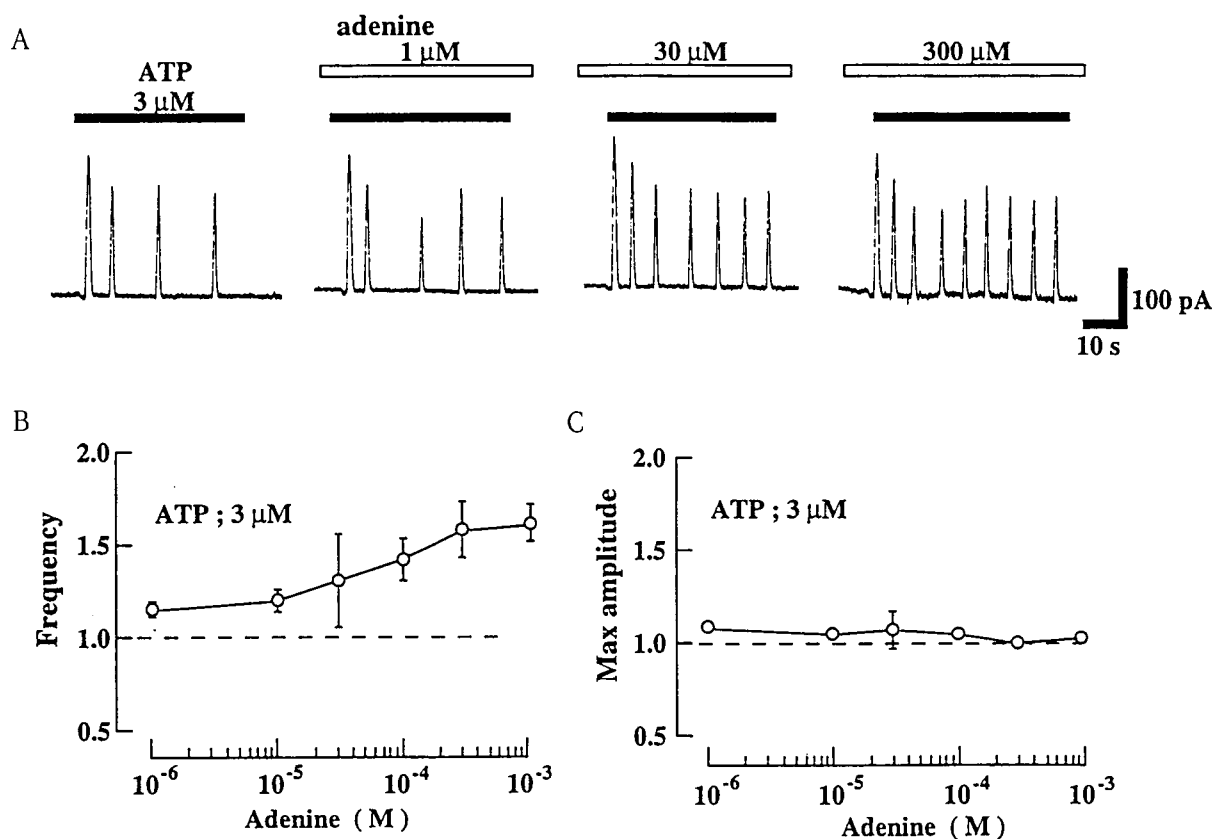 A
adenine
1 μM
30 μM
300 μM
ATP
3 μM
100 pA
10 s
B
2.0
1.5
1.0
0.5
Frequency
ATP ; 3 μM
10⁻⁶
10⁻⁵
10⁻⁴
10⁻³
Adenine ( M )
C
2.0
1.5
1.0
0.5
Max amplitude
ATP ; 3 μM
10⁻⁶
10⁻⁵
10⁻⁴
10⁻³
Adenine ( M )